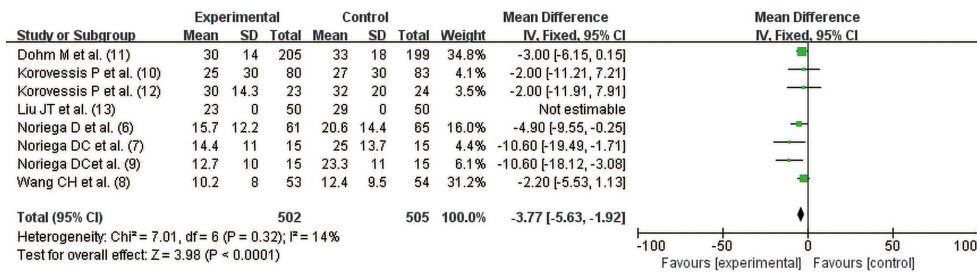 Experimental Control Mean Difference Mean Difference
Study or Subgroup Mean SD Total Mean SD Total Weight IV, Fixed, 95% CI IV, Fixed, 95% CI
Dohm M et al. (11) 30 14 205 33 18 199 34.8% -3.00 [-6.15, 0.15]
Korovessis P et al. (10) 25 30 80 27 30 83 4.1% -2.00 [-11.21, 7.21]
Korovessis P et al. (12) 30 14.3 23 32 20 24 3.5% -2.00 [-11.91, 7.91]
Liu JT et al. (13) 23 0 50 29 0 50 Not estimable
Noriega D et al. (6) 15.7 12.2 61 20.6 14.4 65 16.0% -4.90 [-9.55, -0.25]
Noriega DC et al. (7) 14.4 11 15 25 13.7 15 4.4% -10.60 [-19.49, -1.71]
Noriega DCet al. (9) 12.7 10 15 23.3 11 15 6.1% -10.60 [-18.12, -3.08]
Wang CH et al. (8) 10.2 8 53 12.4 9.5 54 31.2% -2.20 [-5.53, 1.13]
Total (95% CI) 502 505 100.0% -3.77 [-5.63, -1.92]
Heterogeneity: Chi² = 7.01, df = 6 (P = 0.32); I² = 14%
Test for overall effect: Z = 3.98 (P < 0.0001)
-100 -50 0 50 100
Favours [experimental] Favours [control]